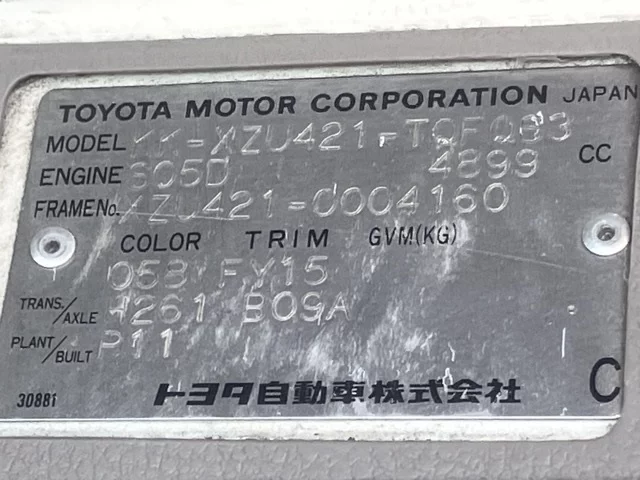 TOYOTA MOTOR CORPORATION JAPAN
MODEL KK-XZU421-TQFQB3
ENGINE S05D 4899 CC
FRAME No. XZU421-0004160
COLOR TRIM GVM(KG)
058 FY15
TRANS./AXLE H261 B09A
PLANT/BUILT P11
30881 トヨタ自動車株式会社 C